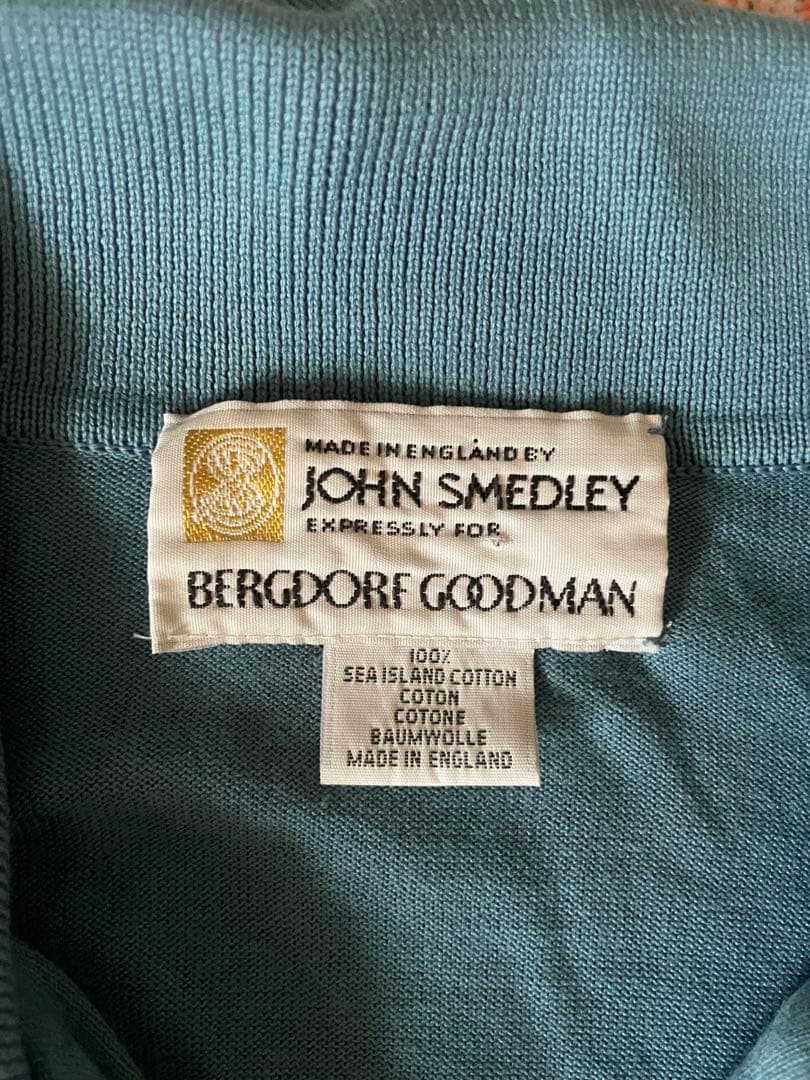 MADE IN ENGLAND BY
JOHN SMEDLEY
EXPRESSLY FOR
BERGDORF GOODMAN
100%
SEA ISLAND COTTON
COTON
COTONE
BAUMWOLLE
MADE IN ENGLAND